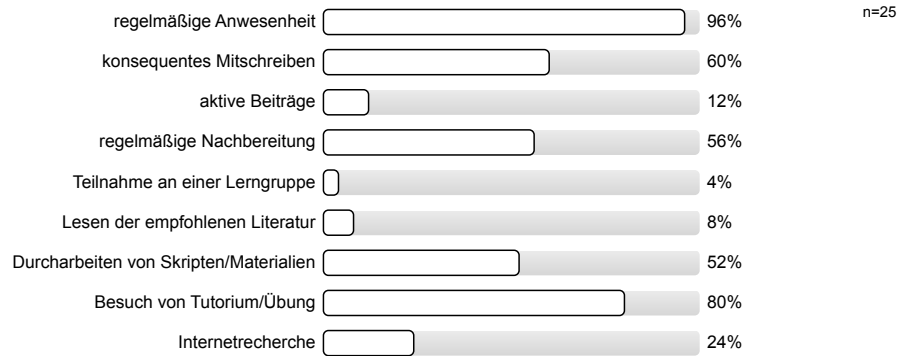 n=25
regelmäßige Anwesenheit 96%
konsequentes Mitschreiben 60%
aktive Beiträge 12%
regelmäßige Nachbereitung 56%
Teilnahme an einer Lerngruppe 4%
Lesen der empfohlenen Literatur 8%
Durcharbeiten von Skripten/Materialien 52%
Besuch von Tutorium/Übung 80%
Internetrecherche 24%